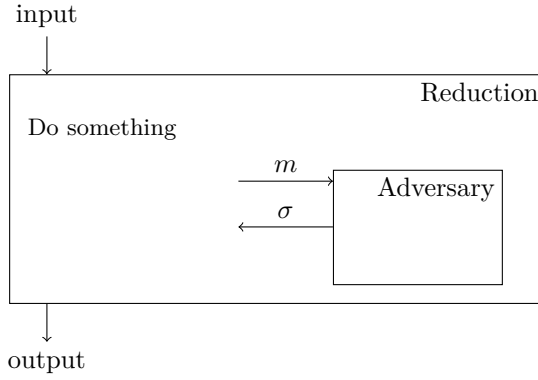 input
Reduction
Do something
m
Adversary
σ
output